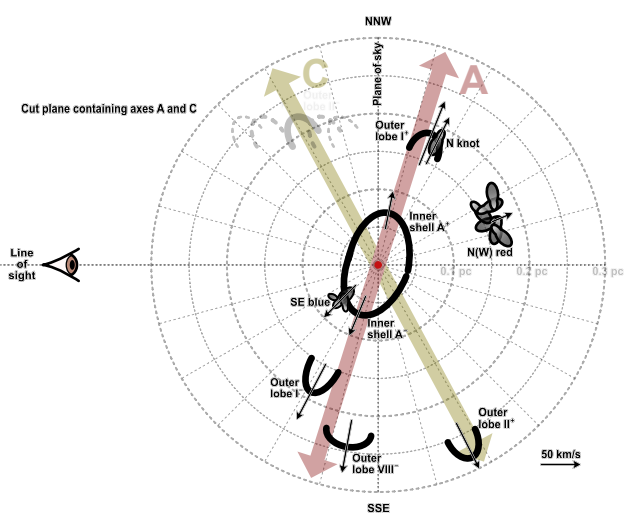 NNW
Plane of sky
C
A
Cut plane containing axes A and C
Outer
lobe I⁺
N knot
Inner
shell A⁺
N(W) red
Line
of
sight
0.1 pc
0.2 pc
0.3 pc
SE blue
Inner
shell A⁻
Outer
lobe I⁻
Outer
lobe II⁺
Outer
lobe VIII⁻
50 km/s
SSE